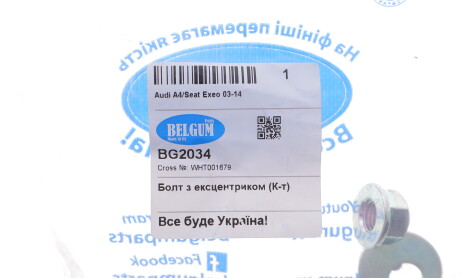 На фініші перемагає якість
1
Audi A4/Seat Exeo 03-14
BELGUM
BG2034
Cross №: WHT001679
Болт з ексцентриком (К-т)
Все буде Україна!
Facebook
belgumparts